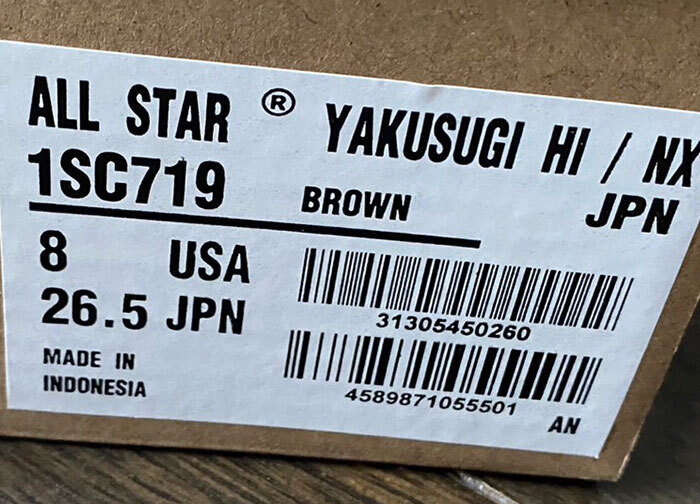 ALL STAR ® YAKUSUGI HI / NX
1SC719 BROWN JPN
8 USA
26.5 JPN
31305450260
MADE IN
INDONESIA
4589871055501
AN